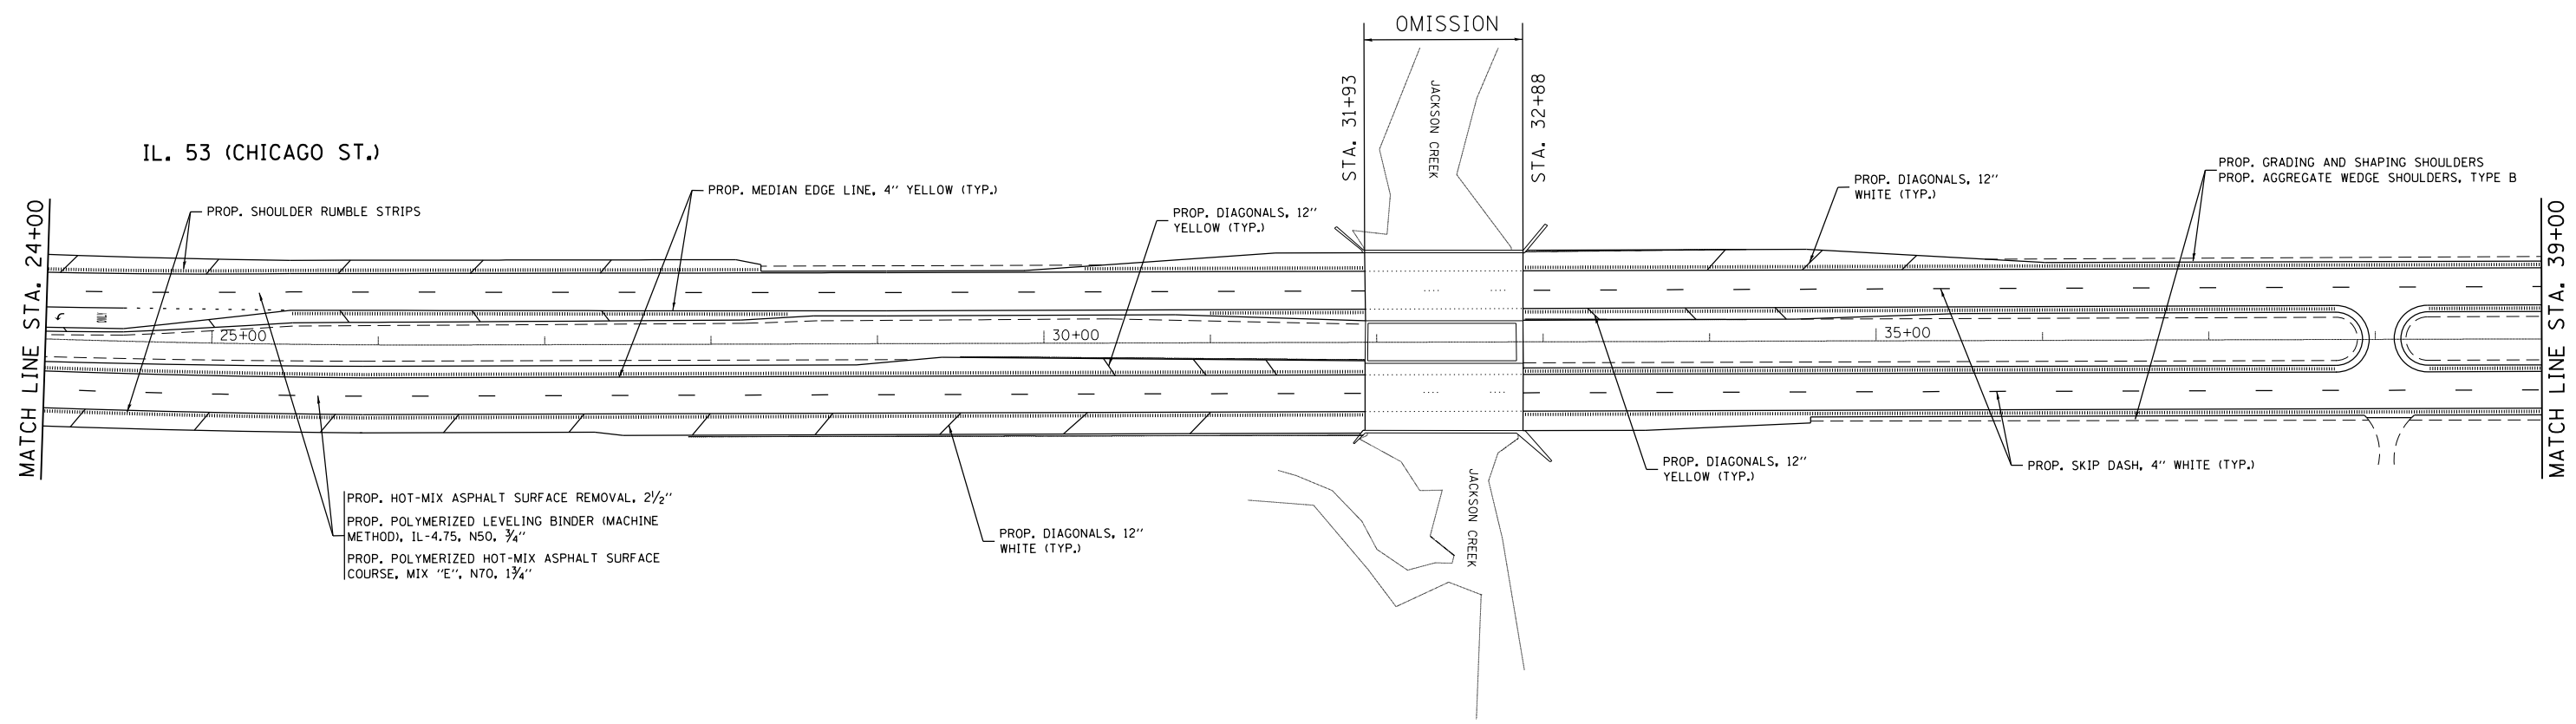 OMISSION
STA. 31+93
JACKSON CREEK
STA. 32+88
IL. 53 (CHICAGO ST.)
MATCH LINE STA. 24+00
PROP. SHOULDER RUMBLE STRIPS
PROP. MEDIAN EDGE LINE, 4" YELLOW (TYP.)
PROP. DIAGONALS, 12"
YELLOW (TYP.)
PROP. DIAGONALS, 12"
WHITE (TYP.)
PROP. GRADING AND SHAPING SHOULDERS
PROP. AGGREGATE WEDGE SHOULDERS, TYPE B
MATCH LINE STA. 39+00
ONLY
25+00
30+00
35+00
PROP. HOT-MIX ASPHALT SURFACE REMOVAL, 2½"
PROP. POLYMERIZED LEVELING BINDER (MACHINE
METHOD), IL-4.75, N50, ¾"
PROP. POLYMERIZED HOT-MIX ASPHALT SURFACE
COURSE, MIX "E", N70, 1¾"
PROP. DIAGONALS, 12"
WHITE (TYP.)
JACKSON CREEK
PROP. DIAGONALS, 12"
YELLOW (TYP.)
PROP. SKIP DASH, 4" WHITE (TYP.)